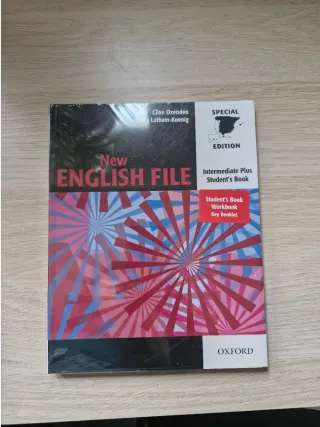 Clive Oxenden
Latham-Koenig
New
ENGLISH FILE
SPECIAL
EDITION
Intermediate Plus
Student's Book
Student's Book
Workbook
Key Booklet
OXFORD